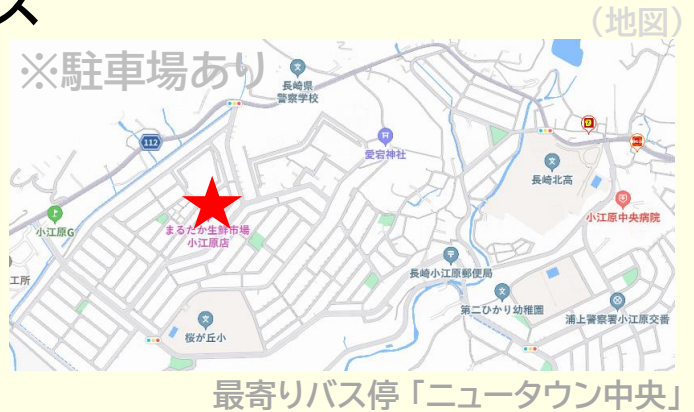 ス
（地図）
※駐車場あり
長崎県
警察学校
112
愛宕神社
長崎北高
小江原G
小江原中央病院
まるたか生鮮市場
小江原店
工所
長崎小江原郵便局
第二ひかり幼稚園
浦上警察署小江原交番
桜が丘小
最寄りバス停「ニュータウン中央」